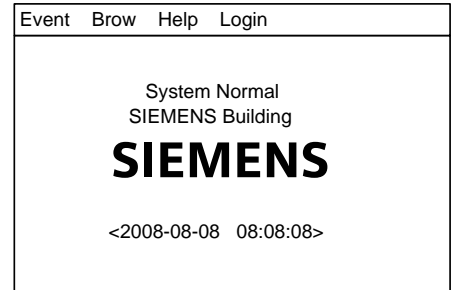 Event Brow Help Login
System Normal
SIEMENS Building
SIEMENS
<2008-08-08 08:08:08>